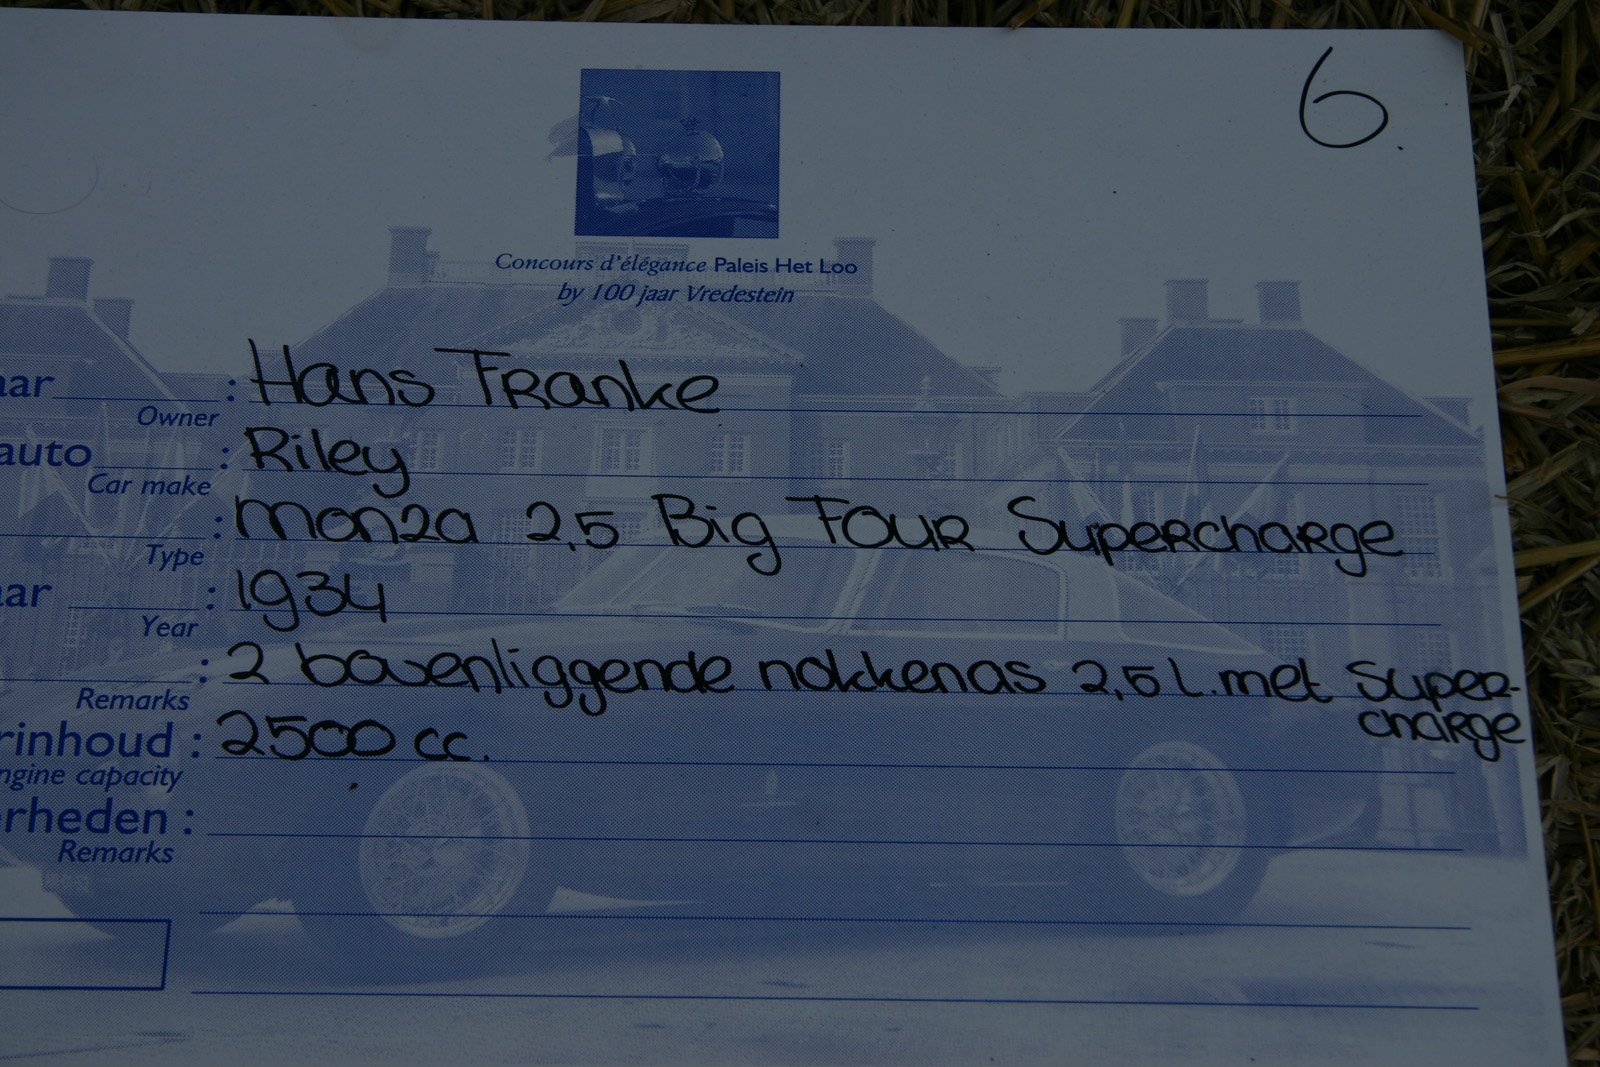 6.
Concours d'élégance Paleis Het Loo
by 100 jaar Vredestein
aar : Hans Franke
Owner
auto : Riley
Car make
: Monza 2,5 Big Four Supercharge
Type
ar : 1934
Year
: 2 bovenliggende nokkenas 2,5 l. met Super-
charge
Remarks
rinhoud : 2500 cc.
ngine capacity
rheden :
Remarks